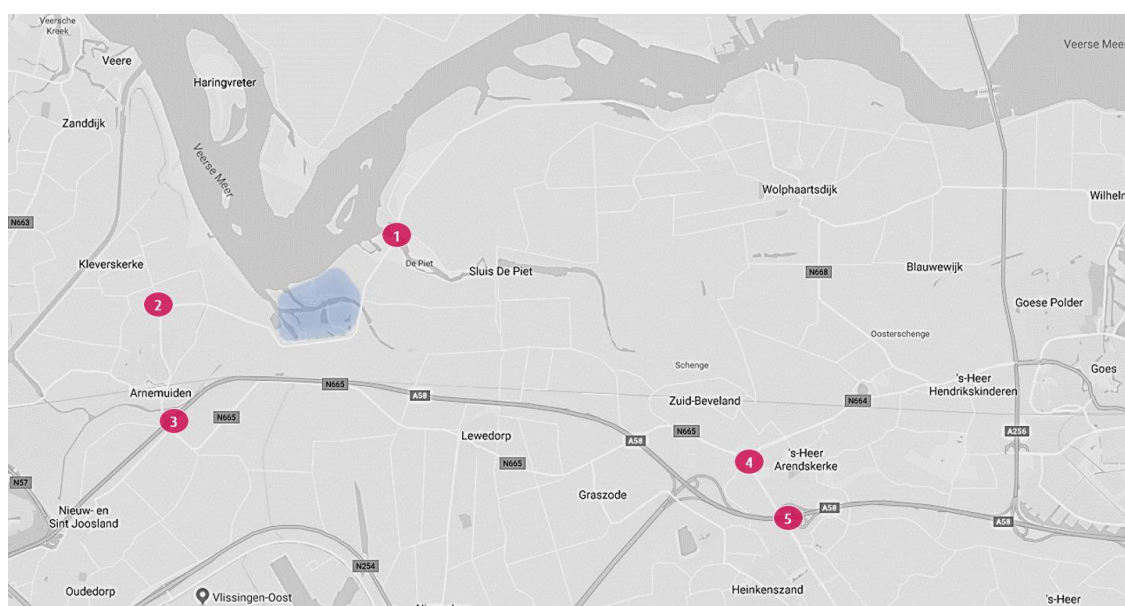 Veersche
Kreek
Veere
Veerse Meer
Haringvreter
Zanddijk
Veerse Meer
Wolphaartsdijk
Wilhelm
N663
1
De Piet
Sluis De Piet
Kleverskerke
Blauwewijk
N668
2
Goese Polder
Oosterschenge
Schenge
Goes
's-Heer
Hendrikskinderen
N665
Arnemuiden
A58
Zuid-Beveland
N664
3
N665
Lewedorp
A58
N665
A256
4
's-Heer
Arendskerke
N665
N57
Graszode
Nieuw- en
Sint Joosland
5
A58
A58
N254
Oudedorp
Vlissingen-Oost
Heinkenszand
's-Heer